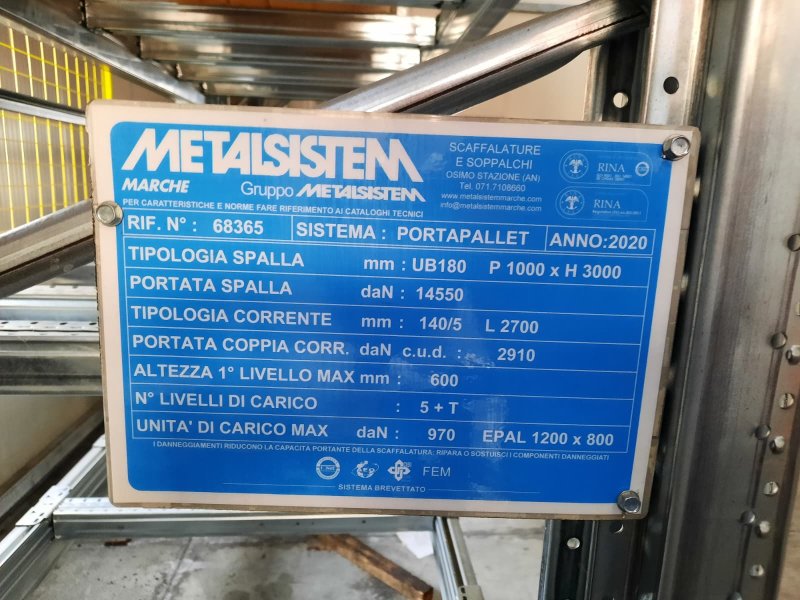 METALSISTEM
MARCHE Gruppo METALSISTEM
SCAFFALATURE
E SOPPALCHI
OSIMO STAZIONE (AN)
Tel. 071.7108660
www.metalsistemmarche.com
info@metalsistemmarche.com
RINA
RINA
PER CARATTERISTICHE E NORME FARE RIFERIMENTO AI CATALOGHI TECNICI
RIF. N° : 68365 SISTEMA : PORTAPALLET ANNO:2020
TIPOLOGIA SPALLA mm : UB180 P 1000 x H 3000
PORTATA SPALLA daN : 14550
TIPOLOGIA CORRENTE mm : 140/5 L 2700
PORTATA COPPIA CORR. daN c.u.d. : 2910
ALTEZZA 1° LIVELLO MAX mm : 600
N° LIVELLI DI CARICO : 5 + T
UNITA' DI CARICO MAX daN : 970 EPAL 1200 x 800
I DANNEGGIAMENTI RIDUCONO LA CAPACITA PORTANTE DELLA SCAFFALATURA: RIPARA O SOSTITUISCI I COMPONENTI DANNEGGIATI
FEM
SISTEMA BREVETTATO